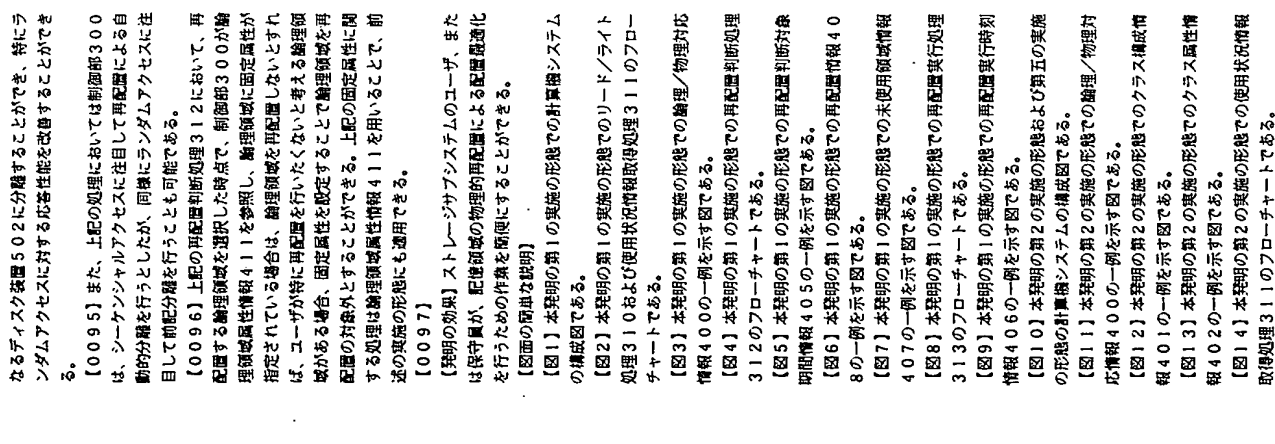 なるディスク装置502に分離することができ、特にラ
ンダムアクセスに対する応答性能を改善することができ
る。
【0095】また、上記の処理においては制御部300
は、シーケンシャルアクセスに注目して再配置による自
動的分離を行うとしたが、同様にランダムアクセスに注
目して前記分離を行うことも可能である。
【0096】上記の再配置判断処理312において、再
配置する論理領域を選択した時点で、制御部300が論
理領域属性情報411を参照し、論理領域に固定属性が
指定されている場合は、論理領域を再配置しないとすれ
ば、ユーザが特に再配置を行いたくないと考える論理領
域がある場合、固定属性を設定することで論理領域を再
配置の対象外とすることができる。上記の固定属性に関
する処理は論理領域属性情報411を用いることで、前
述の実施の形態にも適用できる。
【0097】
【発明の効果】ストレージサブシステムのユーザ、また
は保守員が、記憶領域の物理的再配置による配置最適化
を行うための作業を簡便にすることができる。
【図面の簡単な説明】
【図1】本発明の第1の実施の形態での計算機システム
の構成図である。
【図2】本発明の第1の実施の形態でのリード/ライト
処理310および使用状況情報取得処理311のフロー
チャートである。
【図3】本発明の第1の実施の形態での論理/物理対応
情報400の一例を示す図である。
【図4】本発明の第1の実施の形態での再配置判断処理
312のフローチャートである。
【図5】本発明の第1の実施の形態での再配置判断対象
期間情報405の一例を示す図である。
【図6】本発明の第1の実施の形態での再配置情報40
8の一例を示す図である。
【図7】本発明の第1の実施の形態での未使用領域情報
407の一例を示す図である。
【図8】本発明の第1の実施の形態での再配置実行処理
313のフローチャートである。
【図9】本発明の第1の実施の形態での再配置実行時刻
情報406の一例を示す図である。
【図10】本発明の第2の実施の形態および第五の実施
の形態の計算機システムの構成図である。
【図11】本発明の第2の実施の形態での論理/物理対
応情報400の一例を示す図である。
【図12】本発明の第2の実施の形態でのクラス構成情
報401の一例を示す図である。
【図13】本発明の第2の実施の形態でのクラス属性情
報402の一例を示す図である。
【図14】本発明の第2の実施の形態での使用状況情報
取得処理311のフローチャートである。